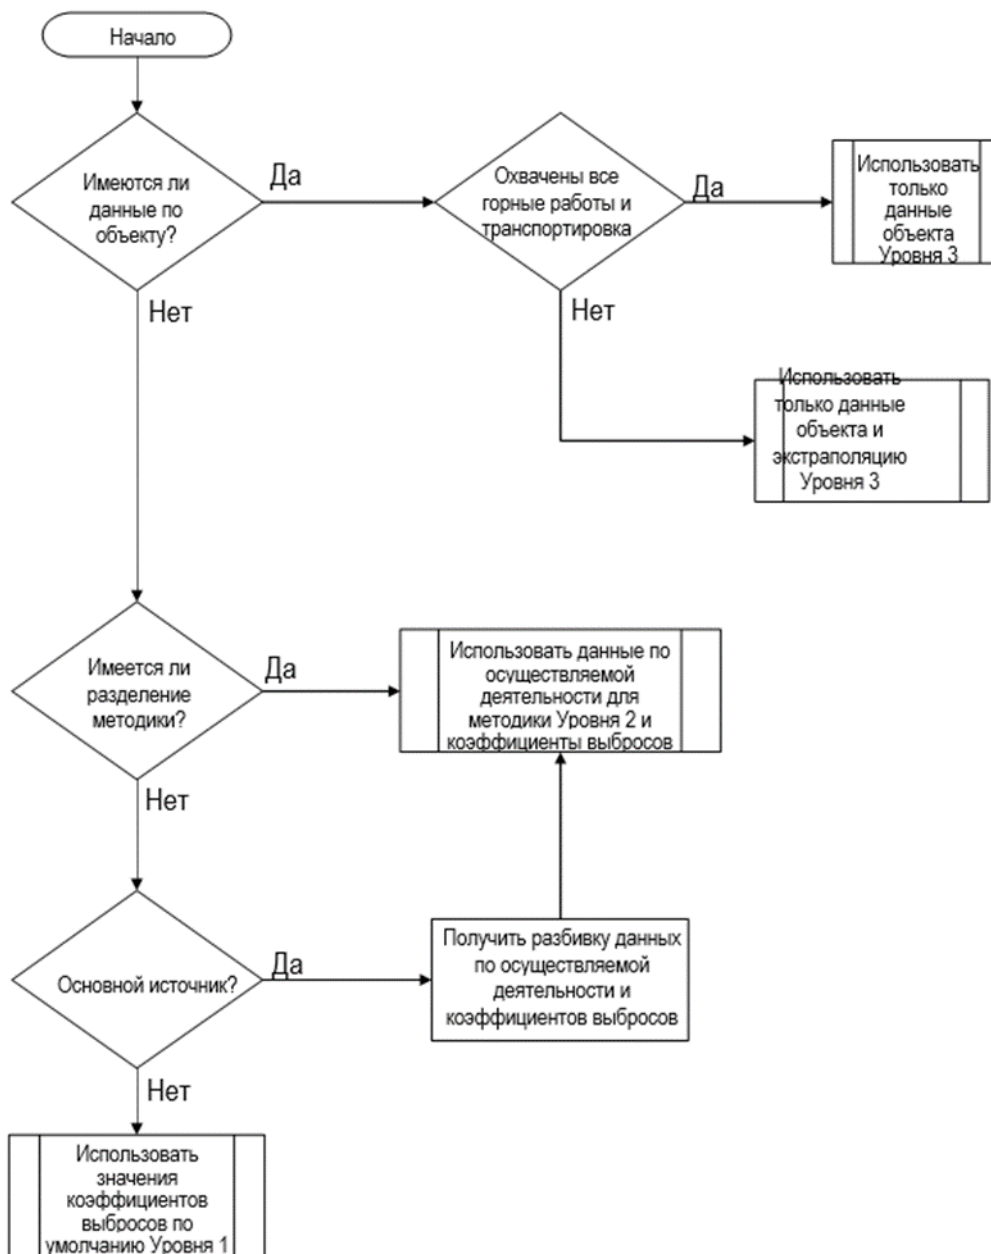 Начало
Имеются ли
данные по
объекту?
Да
Охвачены все
горные работы и
транспортировка
Да
Использовать
только
данные
объекта
Уровня 3
Нет
Нет
Использовать
только данные
объекта и
экстраполяцию
Уровня 3
Имеется ли
разделение
методики?
Да
Использовать данные по
осуществляемой
деятельности для
методики Уровня 2 и
коэффициенты выбросов
Нет
Основной источник?
Да
Получить разбивку данных
по осуществляемой
деятельности и
коэффициентов выбросов
Нет
Использовать
значения
коэффициентов
выбросов по
умолчанию Уровня 1